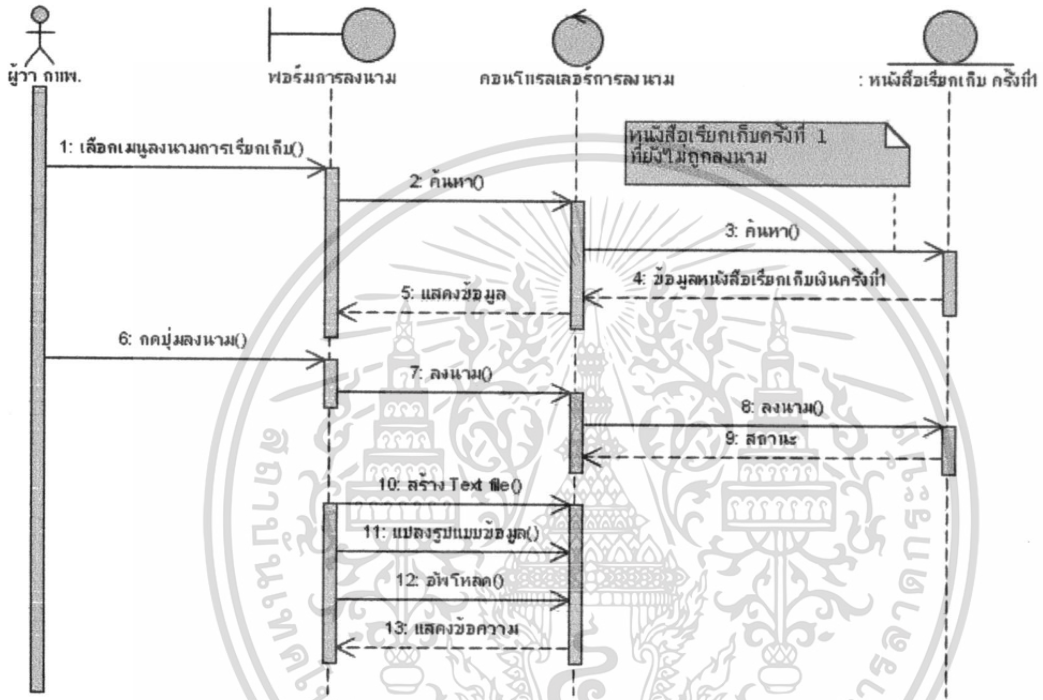 ผู้ว่า กทพ.
ฟอร์มการลงนาม
คอนโทรลเลอร์การลงนาม
: หนังสือเรียกเก็บ ครั้งที่1
หนังสือเรียกเก็บครั้งที่ 1
ที่ยังไม่ถูกลงนาม
1: เลือกเมนูลงนามการเรียกเก็บ()
2: ค้นหา()
3: ค้นหา()
4: ข้อมูลหนังสือเรียกเก็บเงินครั้งที่1
5: แสดงข้อมูล
6: กดปุ่มลงนาม()
7: ลงนาม()
8: ลงนาม()
9: สถานะ
10: สร้าง Text file()
11: แปลงรูปแบบข้อมูล()
12: อัพโหลด()
13: แสดงข้อความ